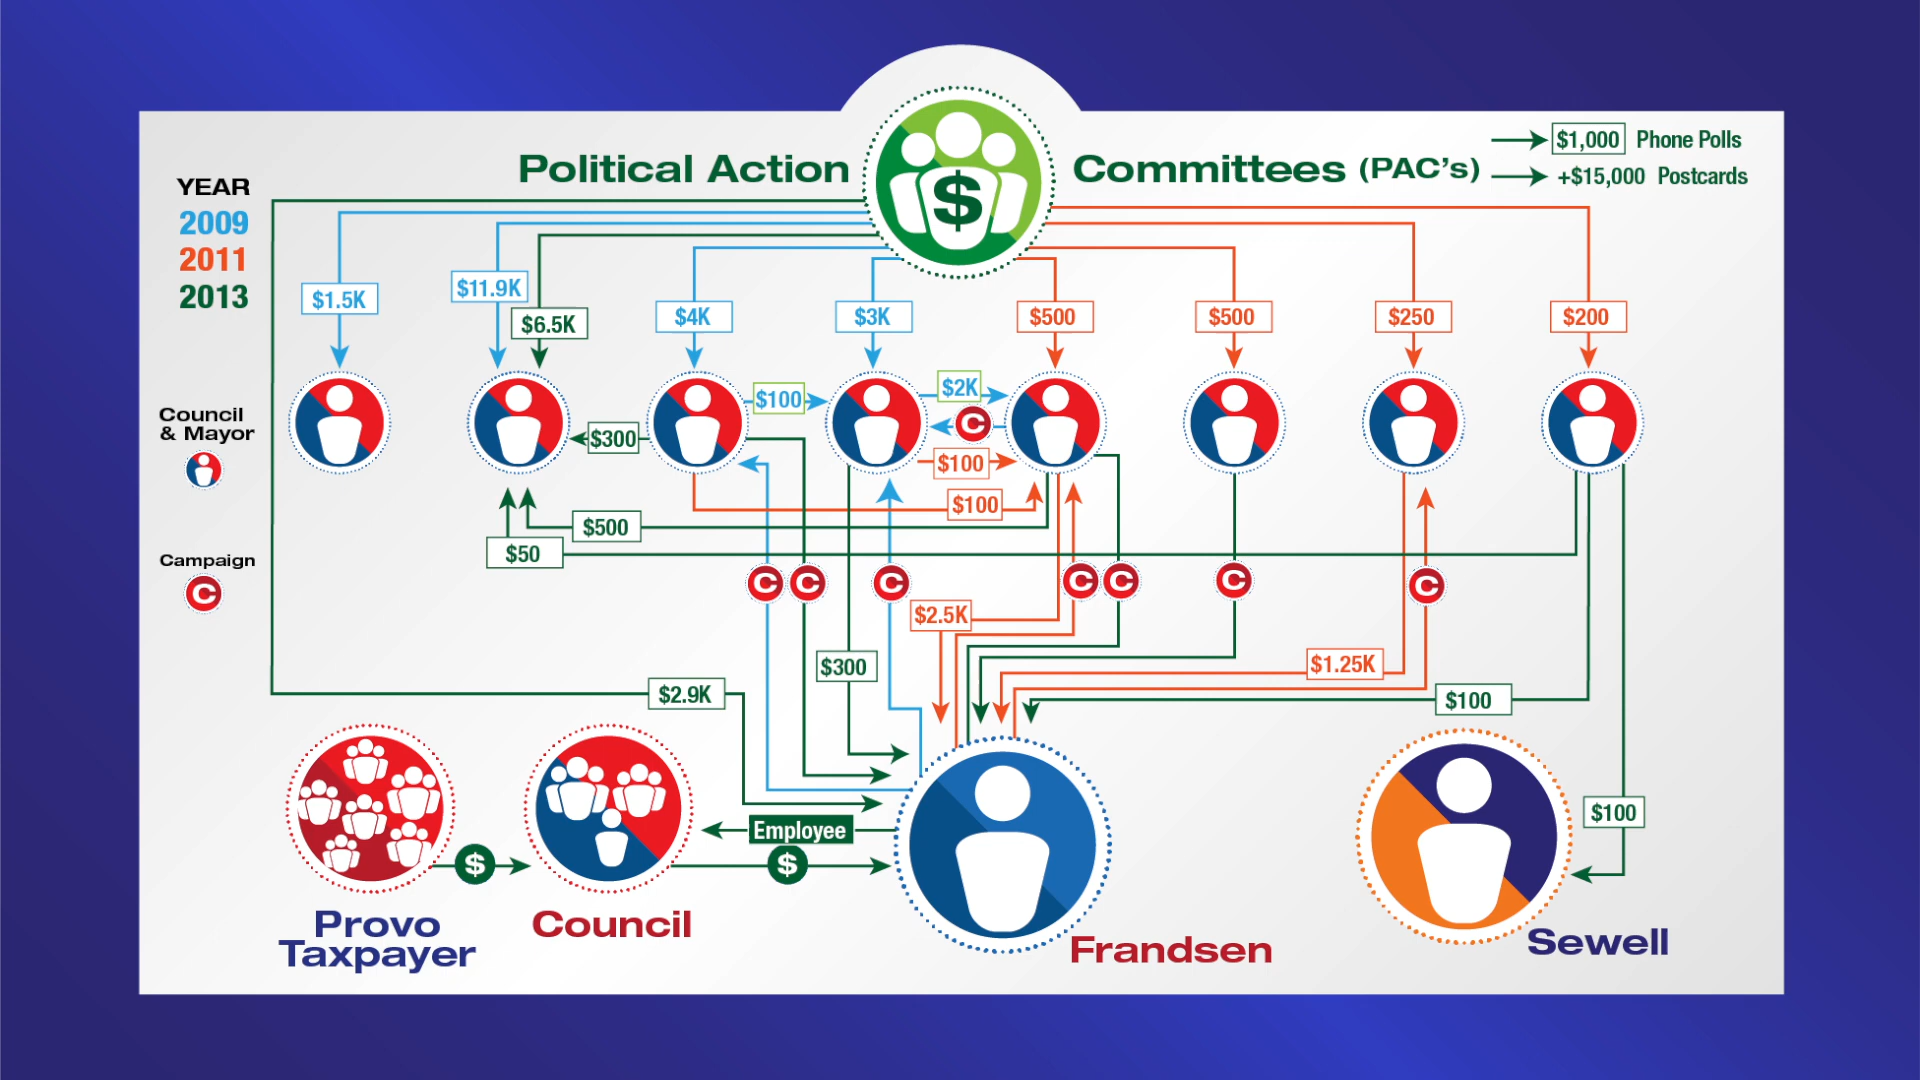 Political Action
Committees (PAC's)
$1,000 Phone Polls
+$15,000 Postcards
YEAR
2009
2011
2013
$1.5K
$11.9K
$6.5K
$4K
$3K
$500
$500
$250
$200
Council
& Mayor
$100
$2K
$300
C
$100
$100
$500
$50
Campaign
C
C
C
C
C
C
C
C
$2.5K
$300
$1.25K
$2.9K
$100
$100
Employee
$
$
$
Provo
Taxpayer
Council
Frandsen
Sewell